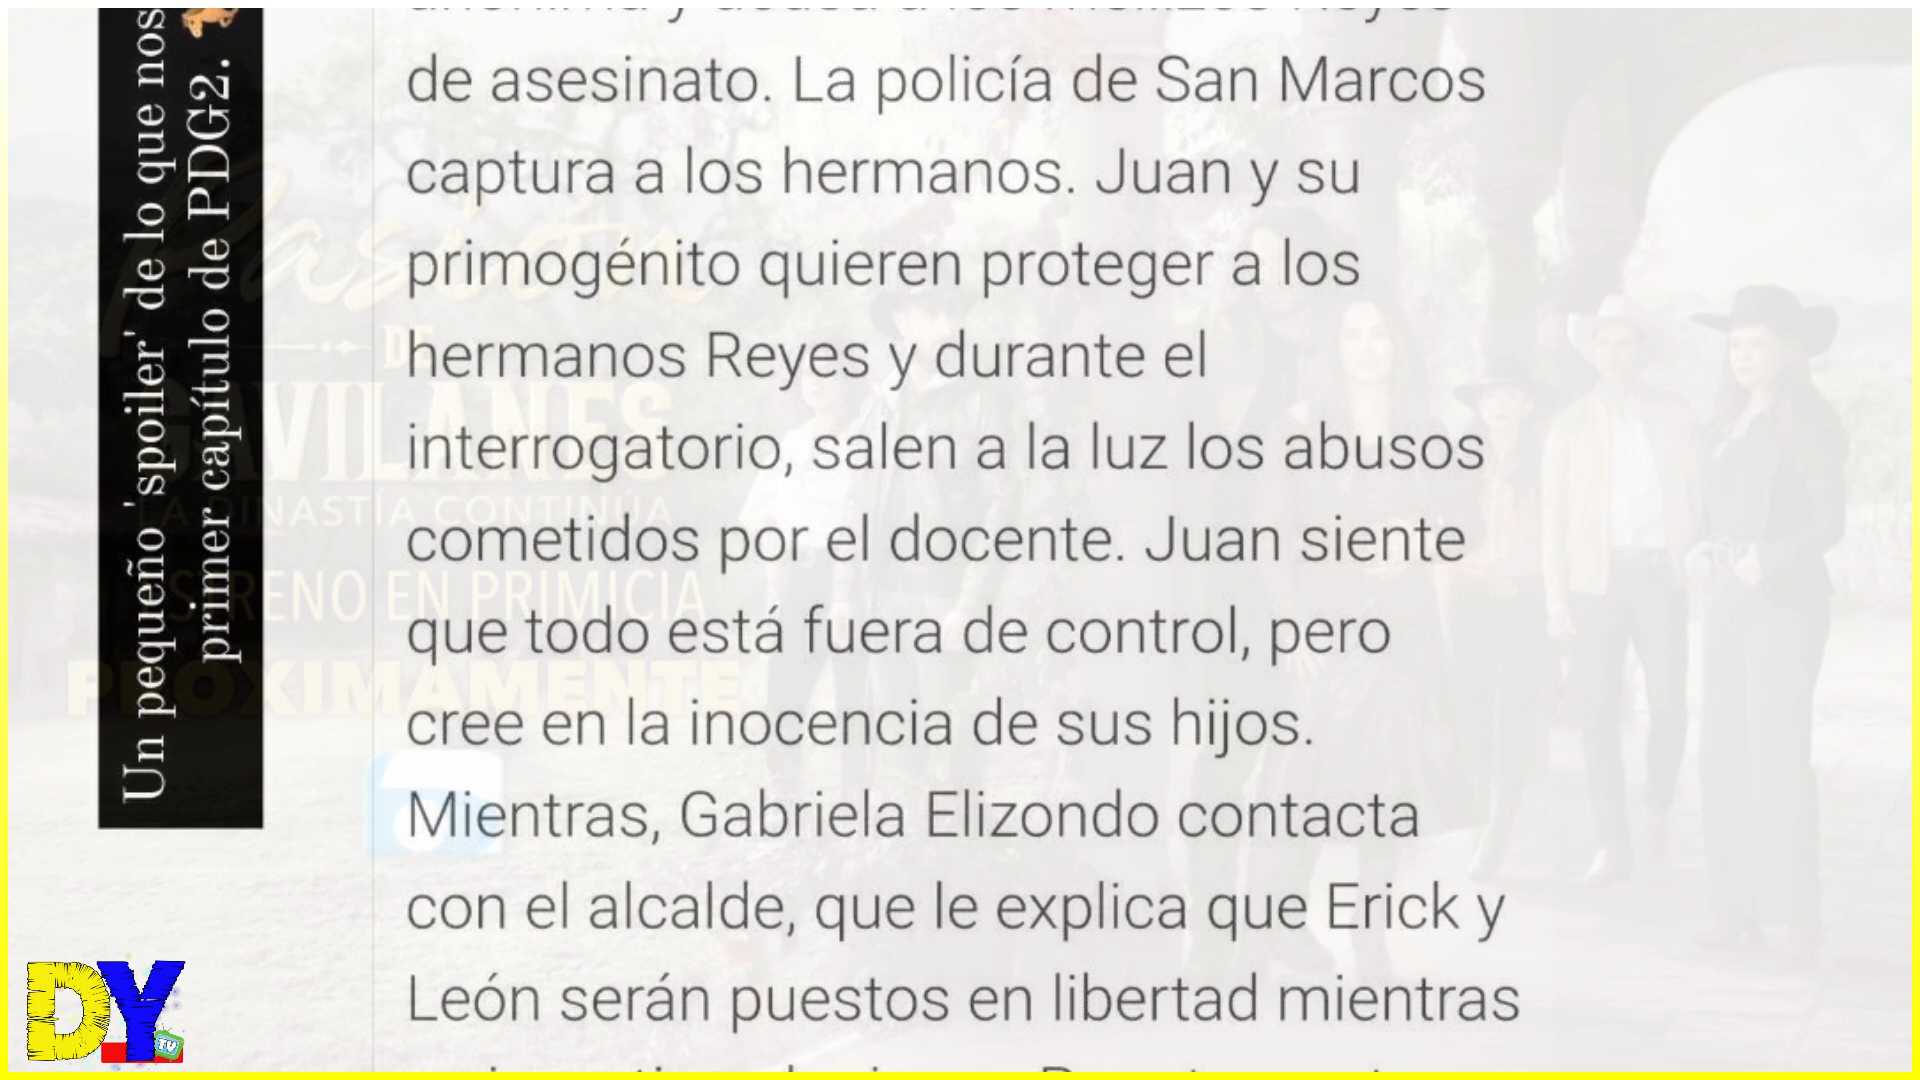 Un pequeño 'spoiler' de lo que nos
primer capítulo de PDG2.
de asesinato. La policía de San Marcos
captura a los hermanos. Juan y su
primogénito quieren proteger a los
hermanos Reyes y durante el
interrogatorio, salen a la luz los abusos
cometidos por el docente. Juan siente
que todo está fuera de control, pero
cree en la inocencia de sus hijos.
Mientras, Gabriela Elizondo contacta
con el alcalde, que le explica que Erick y
León serán puestos en libertad mientras
Pasión
DE
GAVILANES
LA DINASTÍA CONTINÚA
ESTRENO EN PRIMICIA
PRÓXIMAMENTE
DY
TV